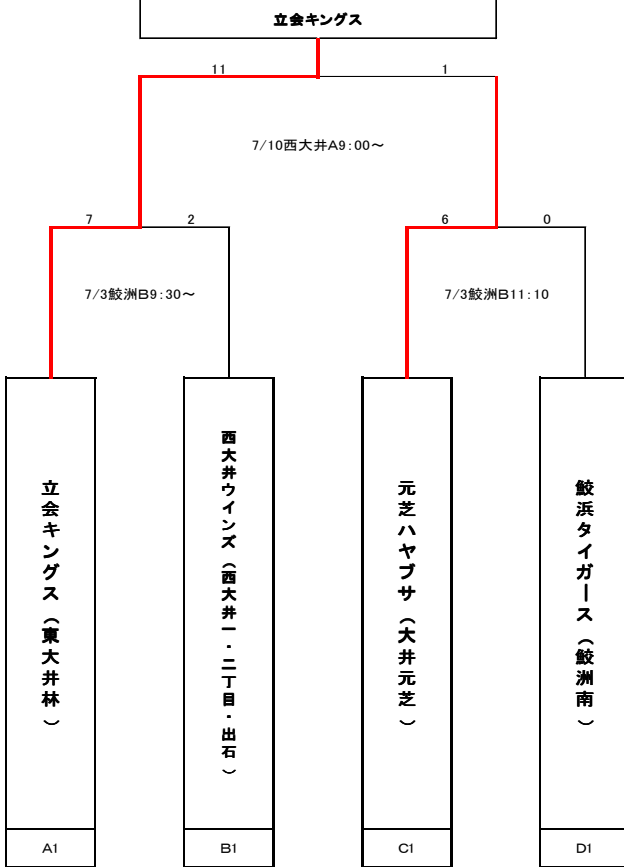 立会キングス
11
1
7/10西大井A9:00～
7
2
6
0
7/3鮫洲B9:30～
7/3鮫洲B11:10
立会キングス（東大井林）
西大井ウインズ（西大井一・二丁目・出石）
元芝ハヤブサ（大井元芝）
鮫浜タイガース（鮫洲南）
A1
B1
C1
D1